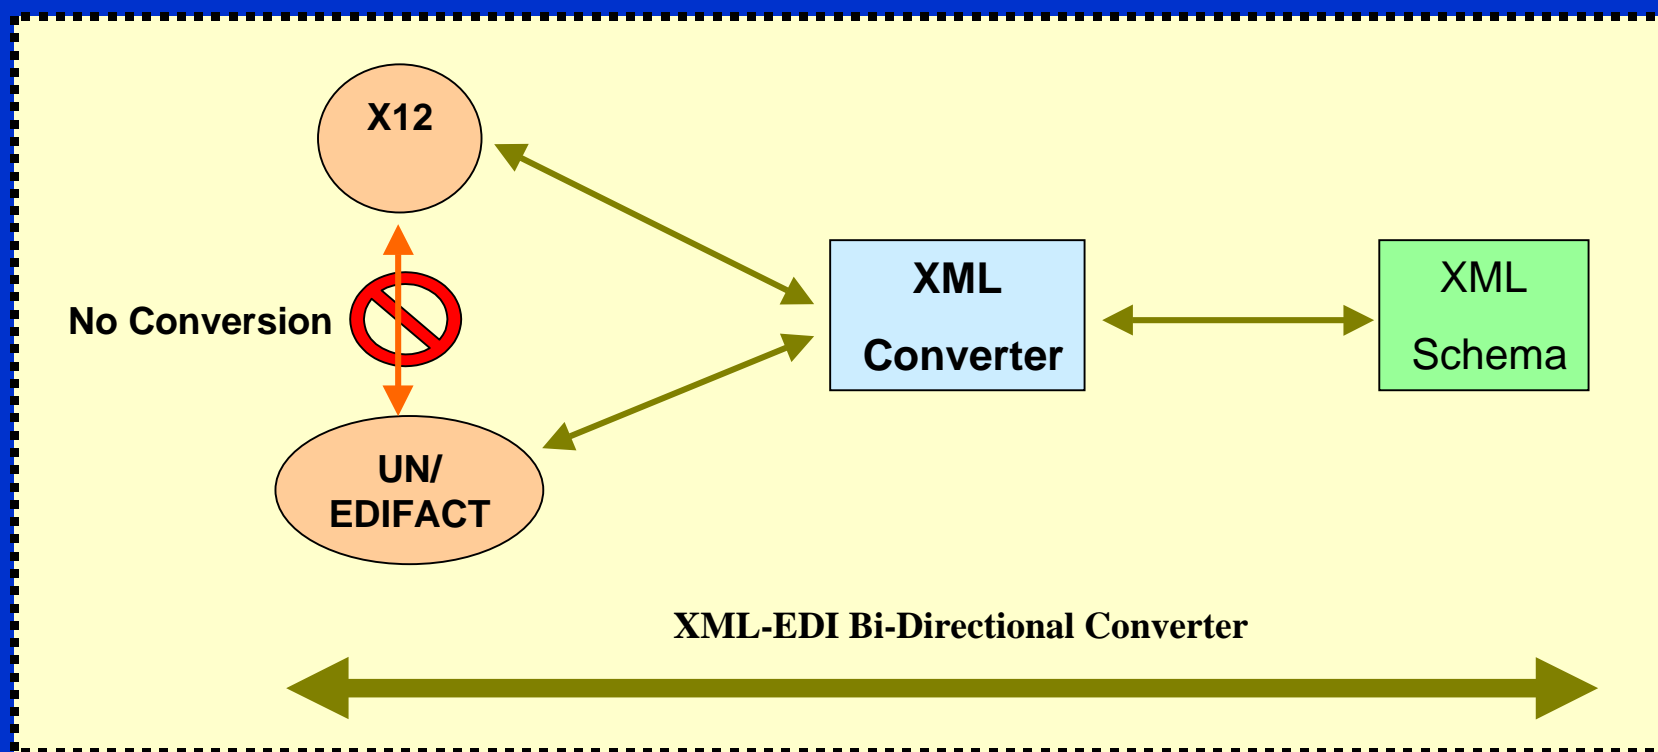 X12
No Conversion
UN/
EDIFACT
XML
Converter
XML
Schema
XML-EDI Bi-Directional Converter